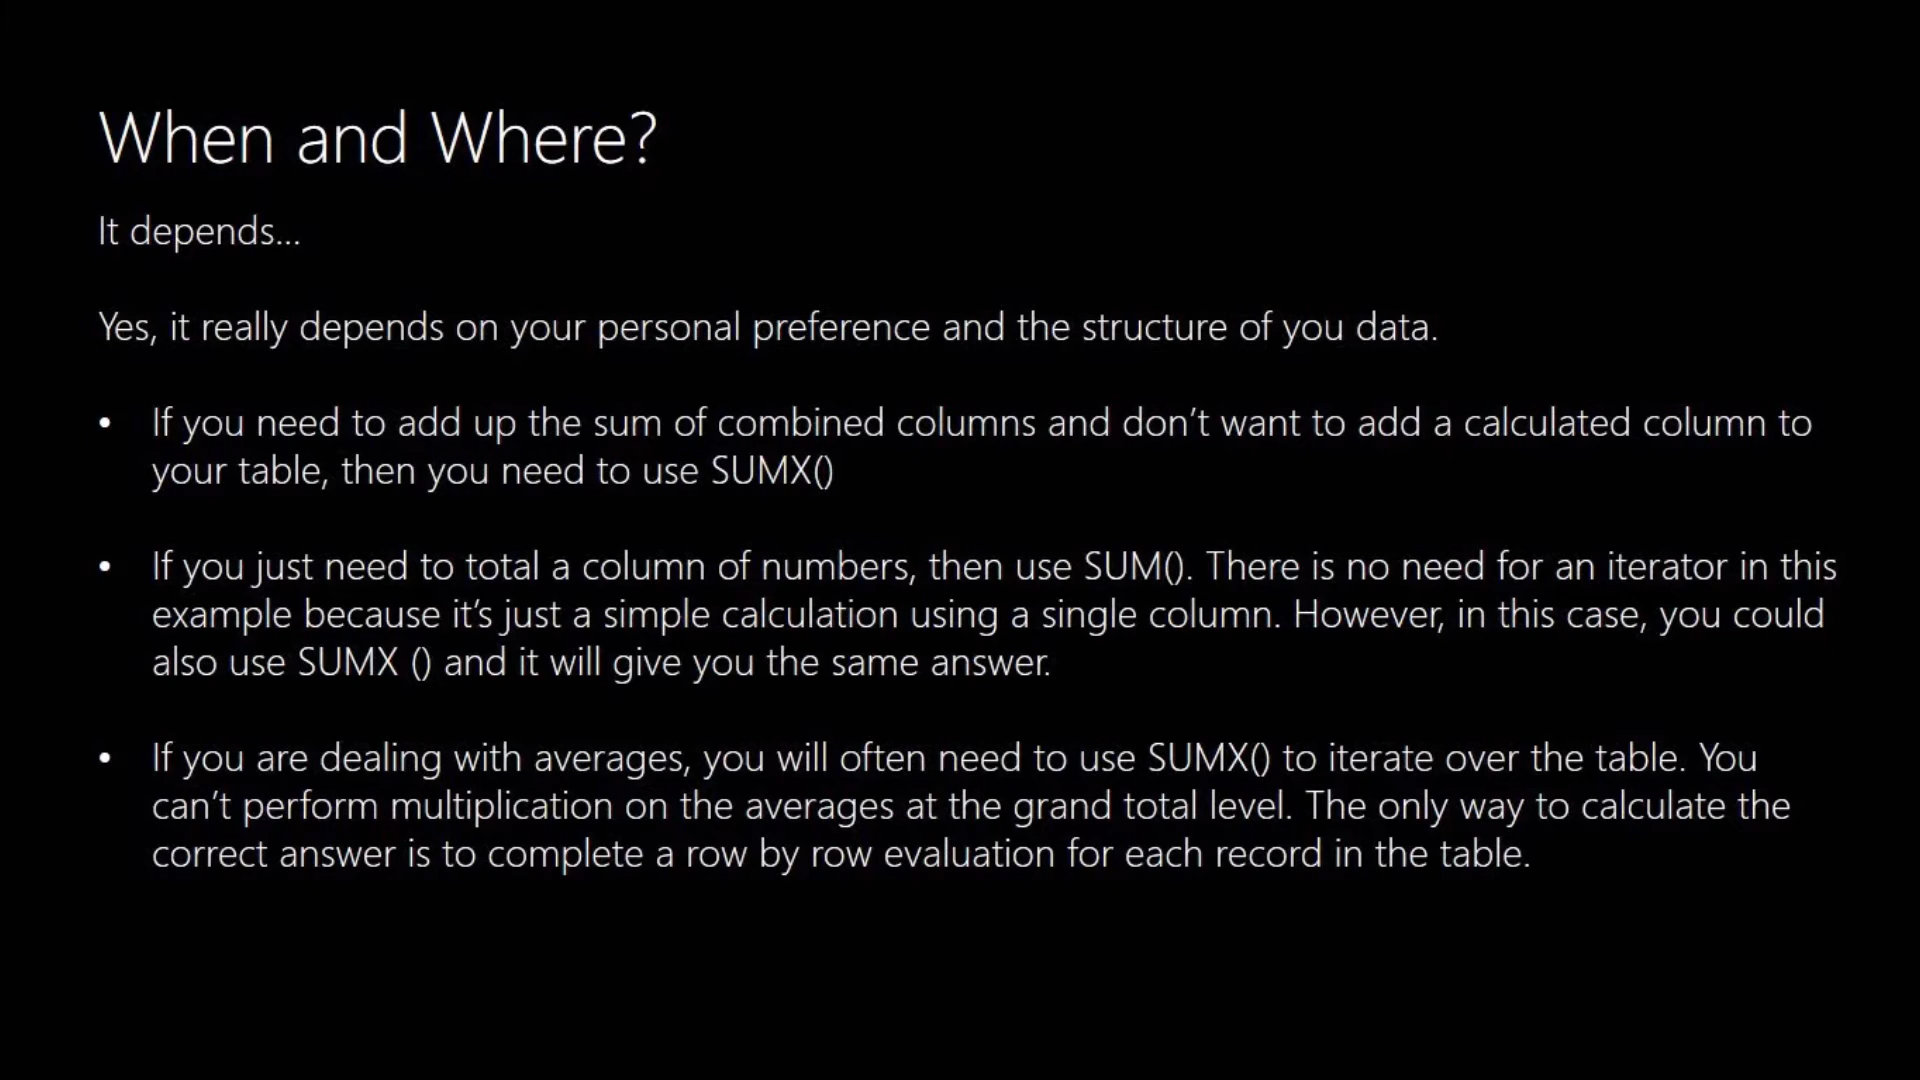 When and Where?
It depends...
Yes, it really depends on your personal preference and the structure of you data.
• If you need to add up the sum of combined columns and don't want to add a calculated column to
your table, then you need to use SUMX()
• If you just need to total a column of numbers, then use SUM(). There is no need for an iterator in this
example because it's just a simple calculation using a single column. However, in this case, you could
also use SUMX () and it will give you the same answer.
• If you are dealing with averages, you will often need to use SUMX() to iterate over the table. You
can't perform multiplication on the averages at the grand total level. The only way to calculate the
correct answer is to complete a row by row evaluation for each record in the table.